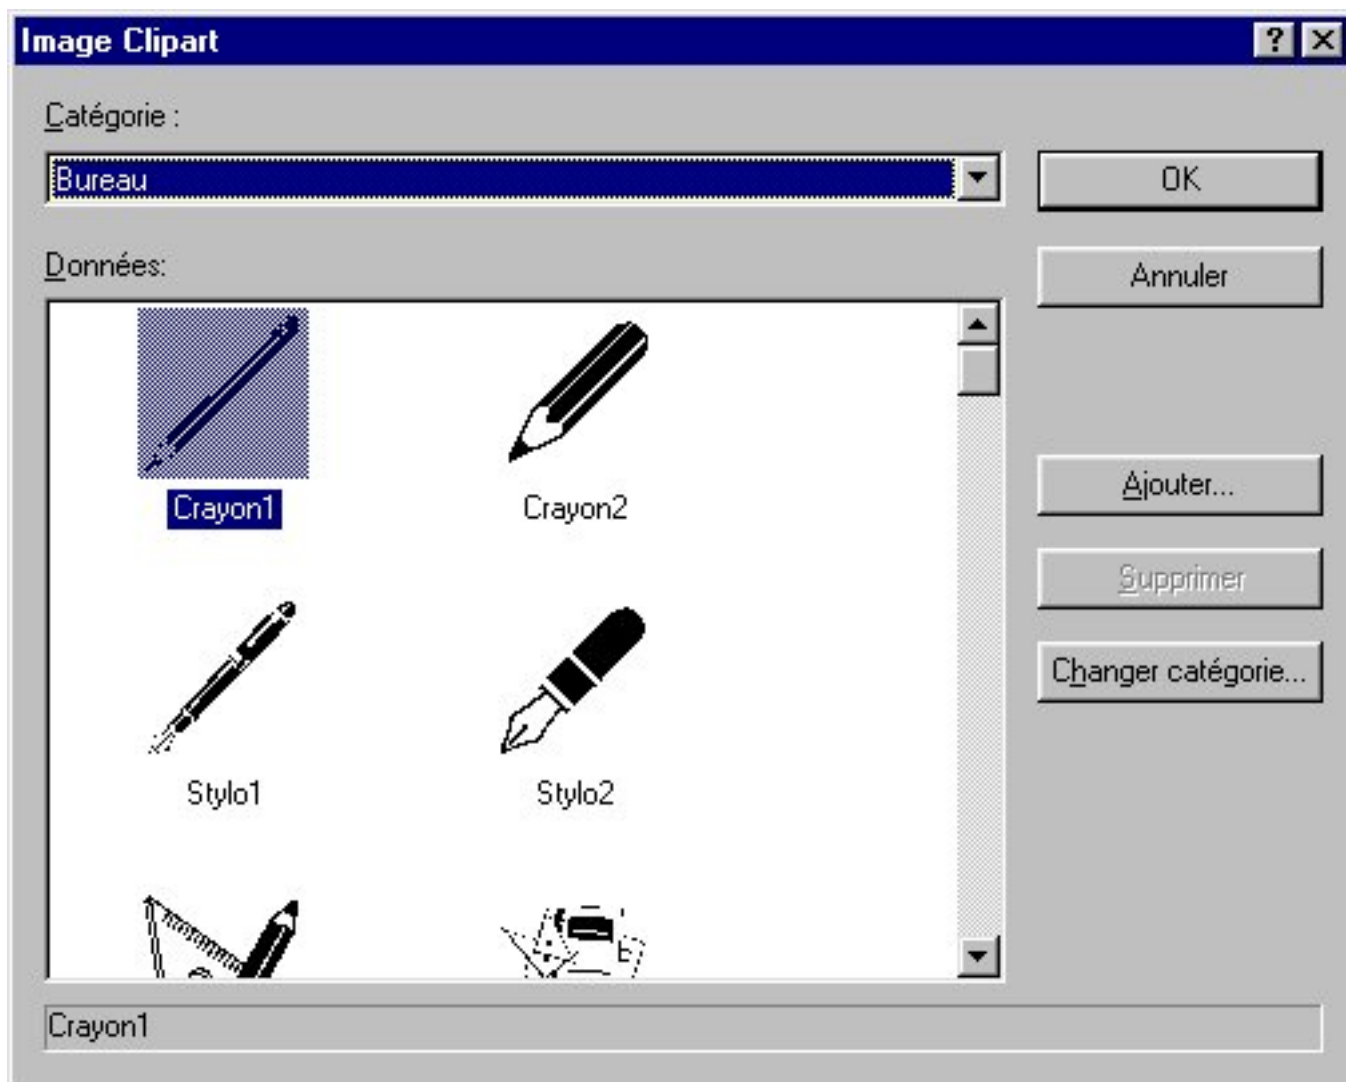 Image Clipart
Catégorie :
Bureau
OK
Données:
Annuler
Crayon1
Crayon2
Ajouter...
Supprimer
Changer catégorie...
Stylo1
Stylo2
Crayon1